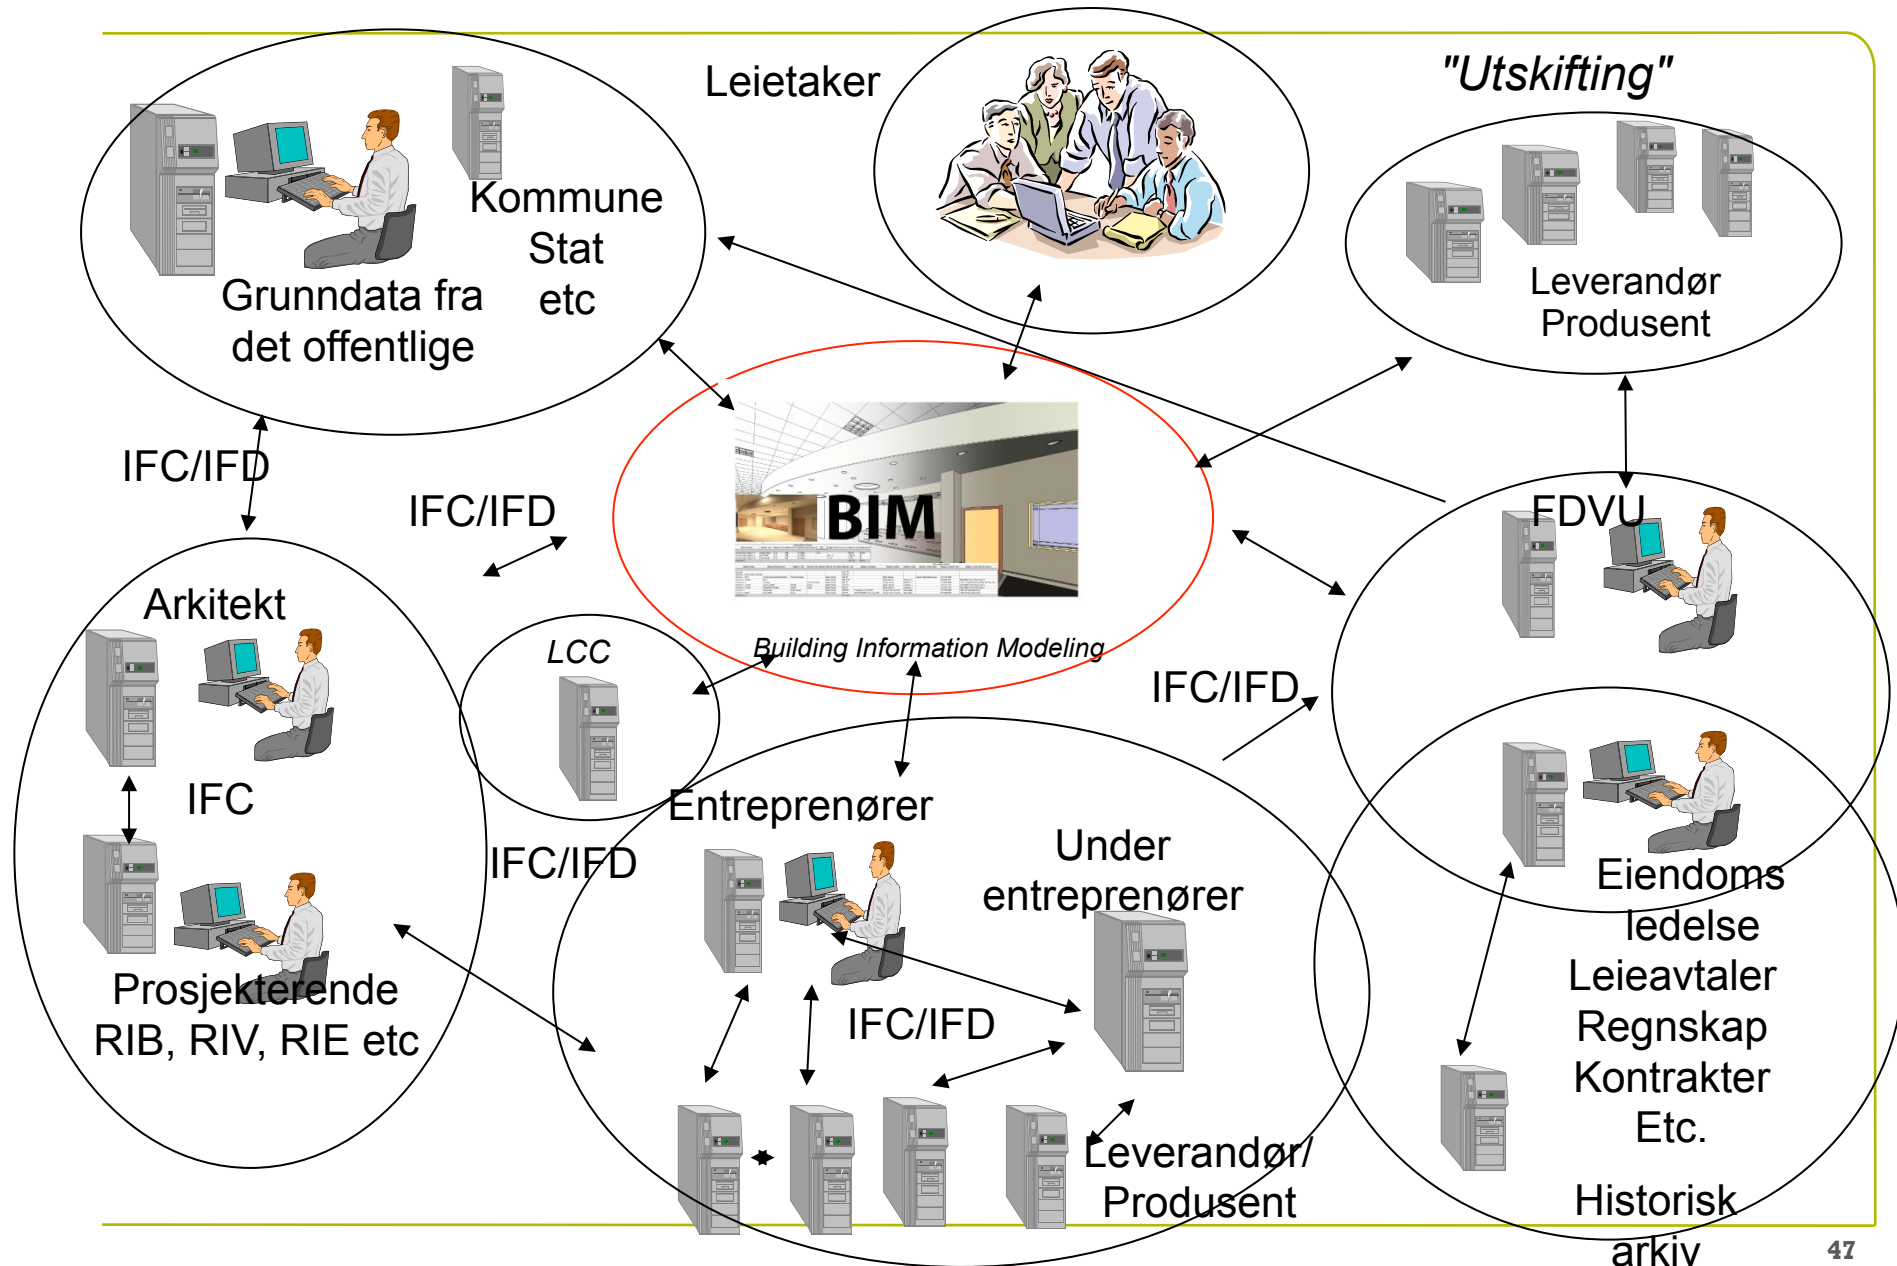 Leietaker
"Utskifting"
Kommune
Stat
etc
Grunndata fra
det offentlige
Leverandør
Produsent
IFC/IFD
IFC/IFD
BIM
Building Information Modeling
FDVU
Arkitekt
IFC
Prosjekterende
RIB, RIV, RIE etc
LCC
IFC/IFD
IFC/IFD
Entreprenører
Under
entreprenører
IFC/IFD
Leverandør/
Produsent
Eiendoms
ledelse
Leieavtaler
Regnskap
Kontrakter
Etc.
Historisk
arkiv
47